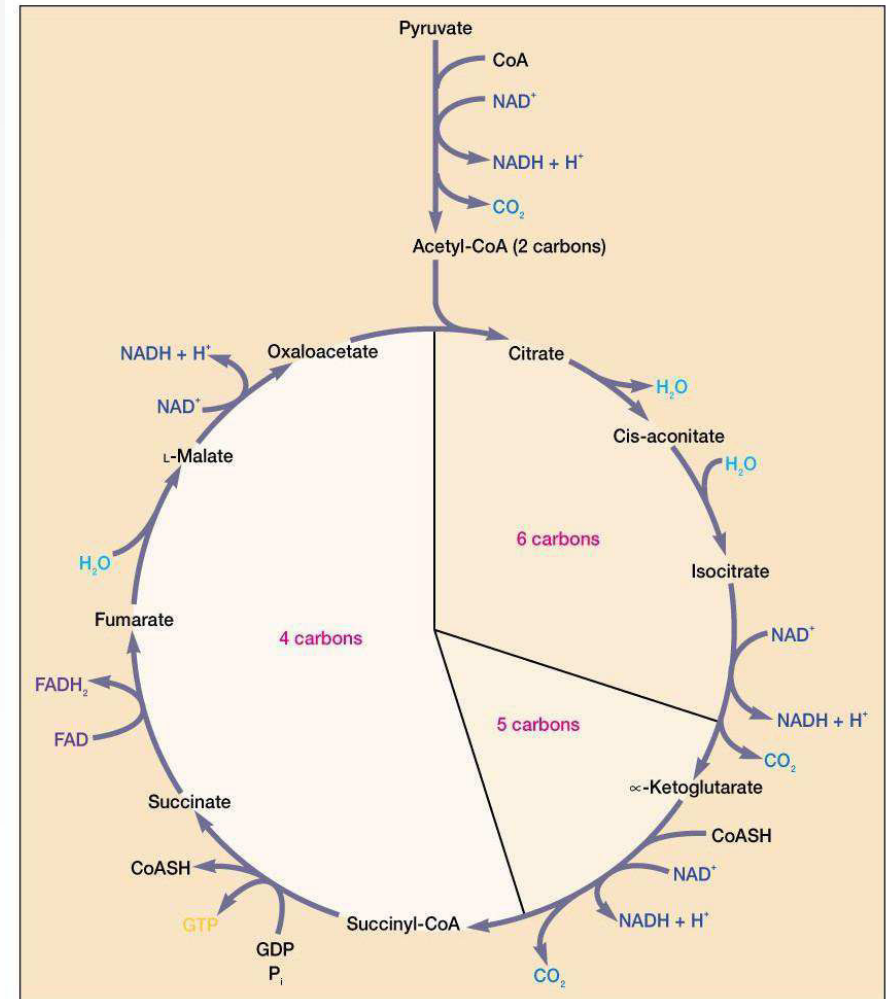 Pyruvate
CoA
NAD⁺
NADH + H⁺
CO₂
Acetyl-CoA (2 carbons)
Oxaloacetate
Citrate
NADH + H⁺
H₂O
NAD⁺
Cis-aconitate
L-Malate
H₂O
6 carbons
H₂O
Isocitrate
Fumarate
4 carbons
NAD⁺
FADH₂
5 carbons
NADH + H⁺
FAD
CO₂
∝-Ketoglutarate
Succinate
CoASH
CoASH
NAD⁺
GTP
Succinyl-CoA
NADH + H⁺
GDP
Pᵢ
CO₂